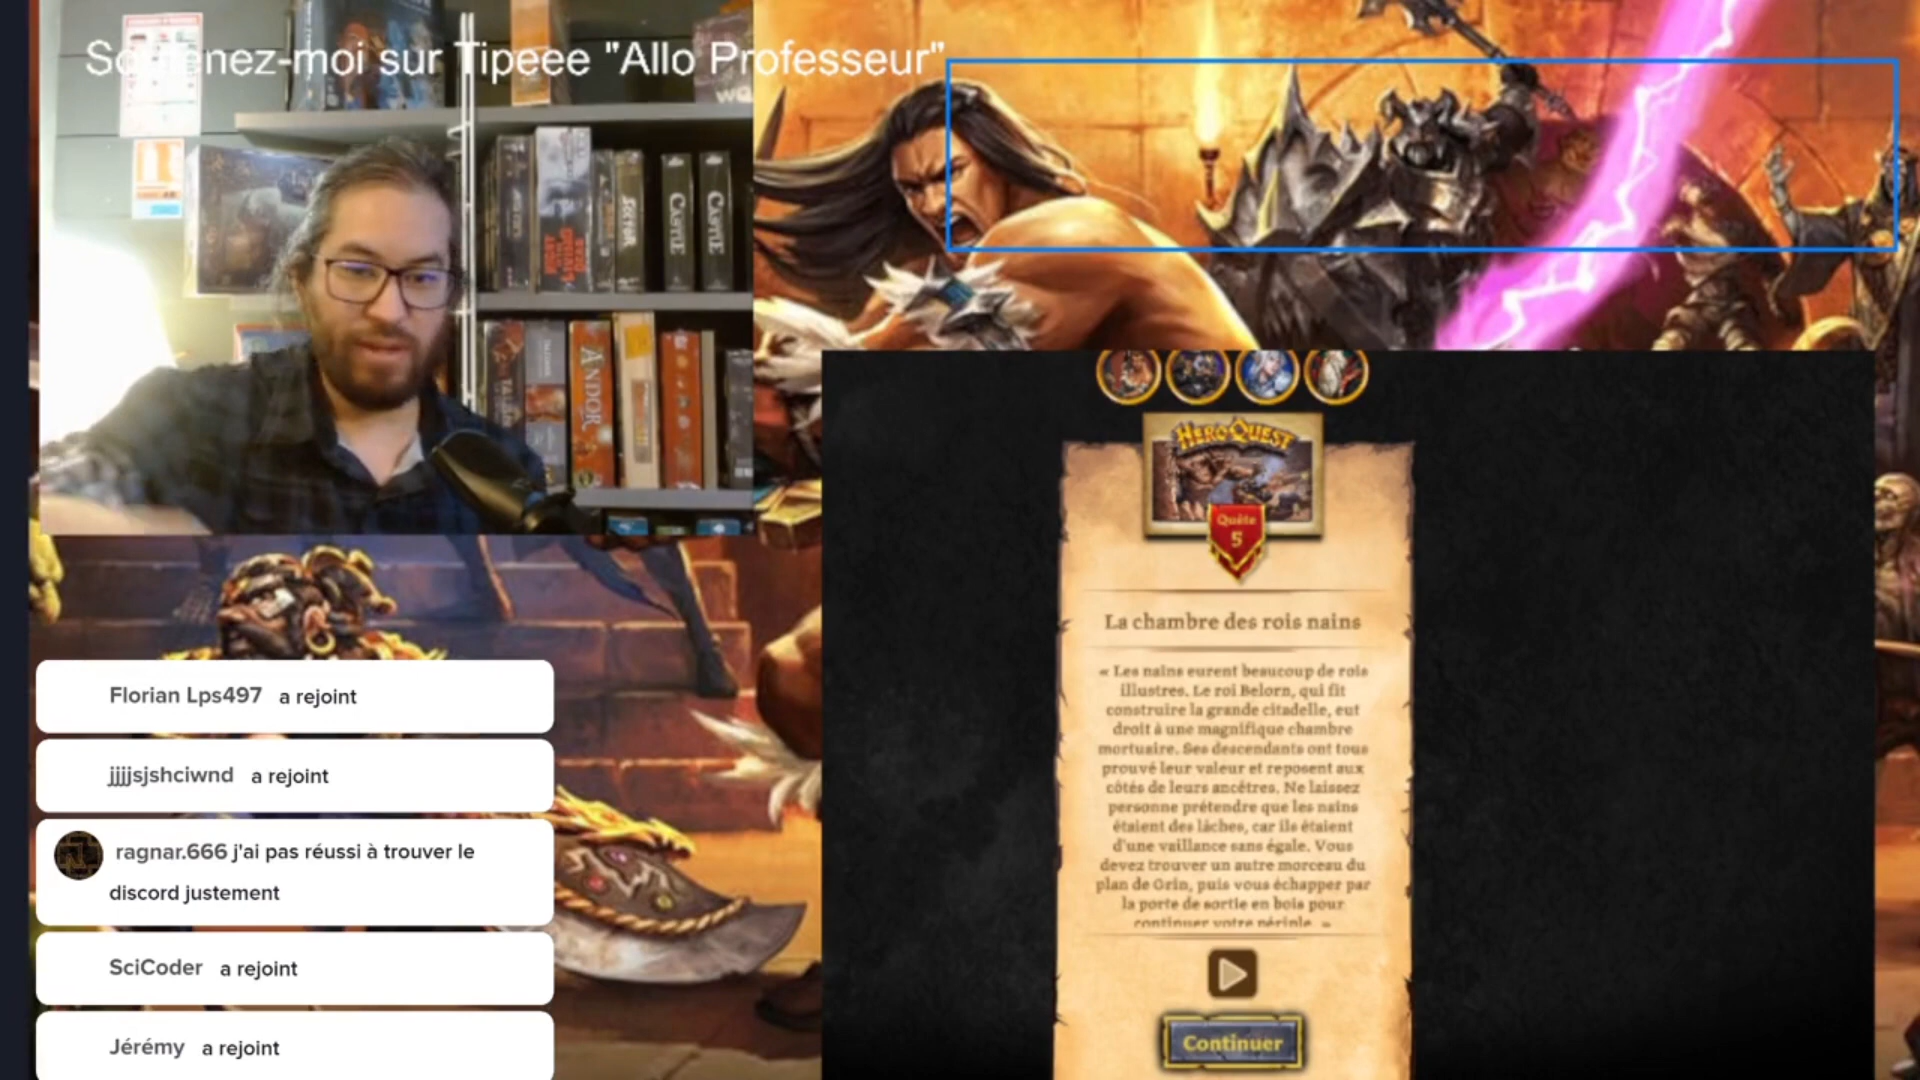 Soutenez-moi sur Tipeee "Allo Professeur"
CASTLE
CASTLE
ANDOR
HEROQUEST
Quête
5
La chambre des rois nains
« Les nains eurent beaucoup de rois
illustres. Le roi Belorn, qui fit
construire la grande citadelle, eut
droit à une magnifique chambre
mortuaire. Ses descendants ont tous
prouvé leur valeur et reposent aux
côtés de leurs ancêtres. Ne laissez
personne prétendre que les nains
étaient des lâches, car ils étaient
d'une vaillance sans égale. Vous
devez trouver un autre morceau du
plan de Grin, puis vous échapper par
la porte de sortie en bois pour
continuer votre périple. »
Continuer
Florian Lps497 a rejoint
jjjjsjshciwnd a rejoint
ragnar.666 j'ai pas réussi à trouver le
discord justement
SciCoder a rejoint
Jérémy a rejoint